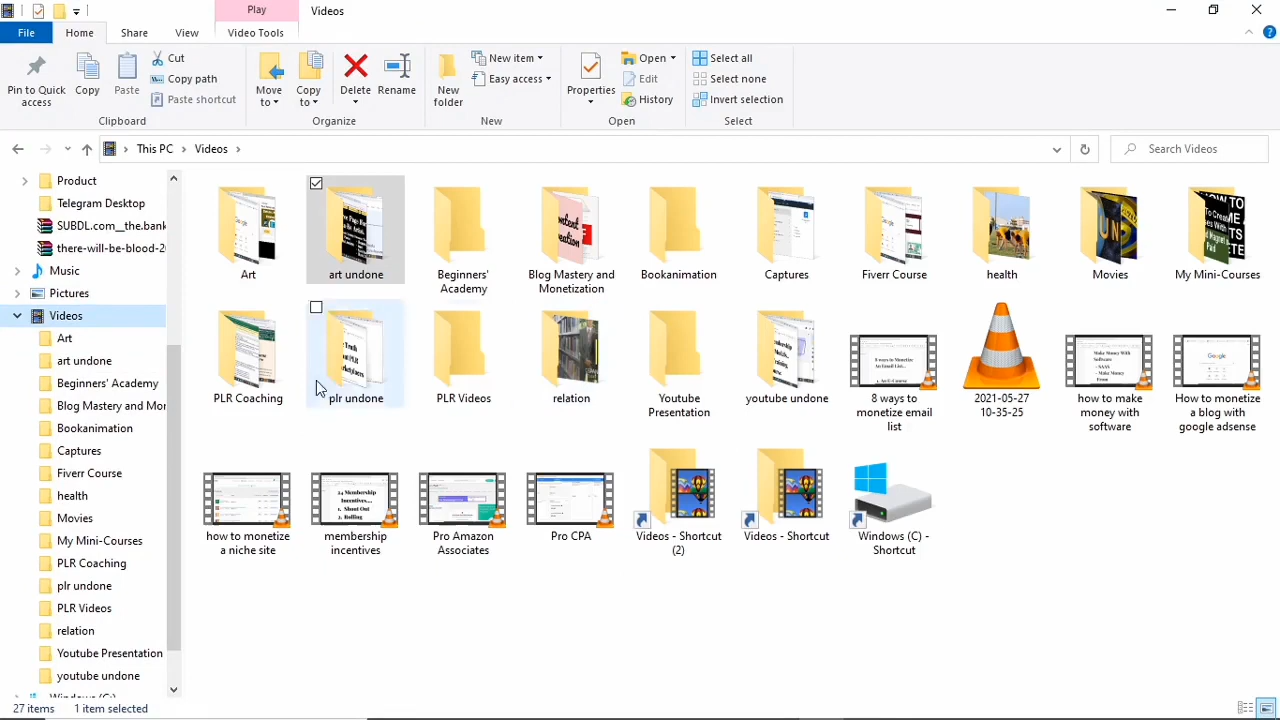 Play
Videos
File
Home
Share
View
Video Tools
Pin to Quick access
Copy
Paste
Cut
Copy path
Paste shortcut
Move to
Copy to
Delete
Rename
New folder
New item
Easy access
Properties
Open
Edit
History
Select all
Select none
Invert selection
Clipboard
Organize
New
Open
Select
This PC
Videos
Search Videos
Product
Telegram Desktop
SUBDL.com__the.bank
there-will-be-blood-2
Music
Pictures
Videos
Art
art undone
Beginners' Academy
Blog Mastery and Mor
Bookanimation
Captures
Fiverr Course
health
Movies
My Mini-Courses
PLR Coaching
plr undone
PLR Videos
relation
Youtube Presentation
youtube undone
Windows (C:)
Art
art undone
Beginners'
Academy
Blog Mastery and
Monetization
Bookanimation
Captures
Fiverr Course
health
Movies
My Mini-Courses
PLR Coaching
plr undone
PLR Videos
relation
Youtube
Presentation
youtube undone
8 ways to
monetize email
list
2021-05-27
10-35-25
how to make
money with
software
How to monetize
a blog with
google adsense
how to monetize
a niche site
membership
incentives
Pro Amazon
Associates
Pro CPA
Videos - Shortcut
(2)
Videos - Shortcut
Windows (C) -
Shortcut
27 items
1 item selected